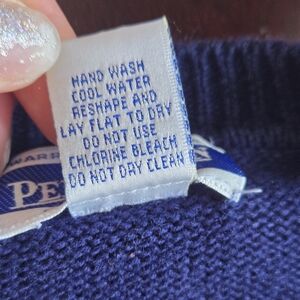 HAND WASH
COOL WATER
RESHAPE AND
LAY FLAT TO DRY
DO NOT USE
CHLORINE BLEACH
DO NOT DRY CLEAN